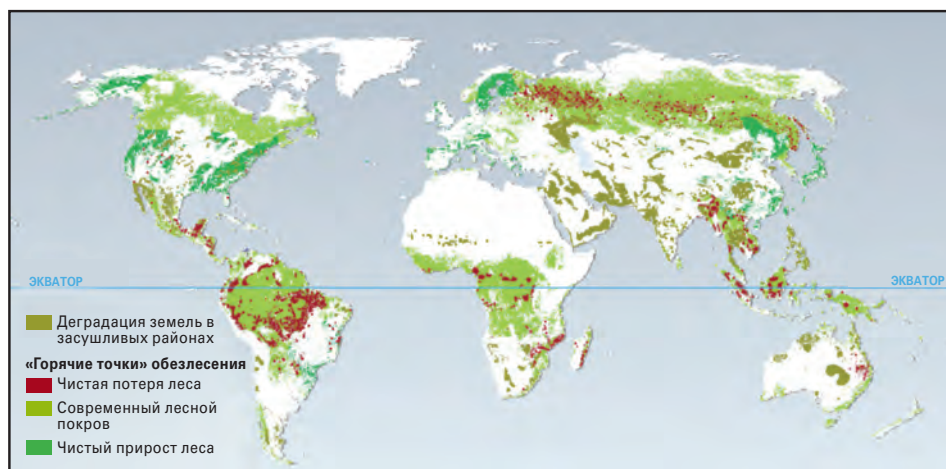 ЭКВАТОР
ЭКВАТОР
Деградация земель в
засушливых районах
«Горячие точки» обезлесения
Чистая потеря леса
Современный лесной
покров
Чистый прирост леса